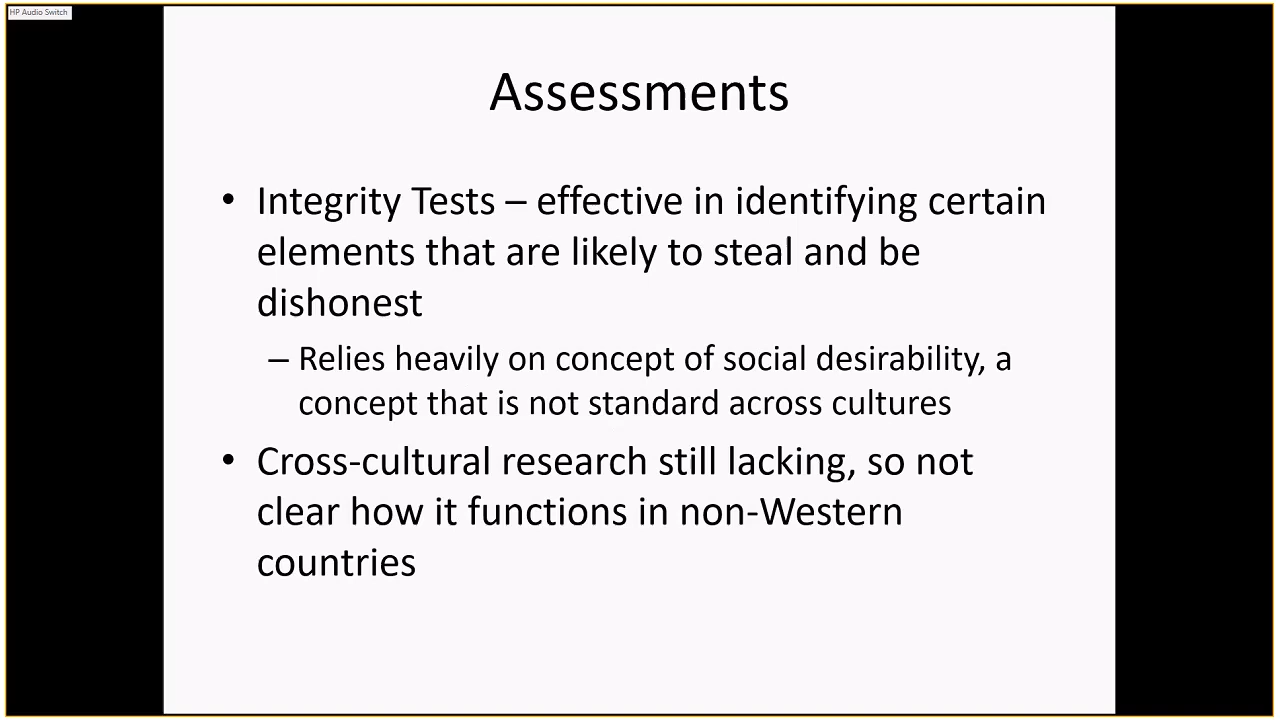 HP Audio Switch
Assessments
• Integrity Tests – effective in identifying certain
elements that are likely to steal and be
dishonest
– Relies heavily on concept of social desirability, a
concept that is not standard across cultures
• Cross-cultural research still lacking, so not
clear how it functions in non-Western
countries